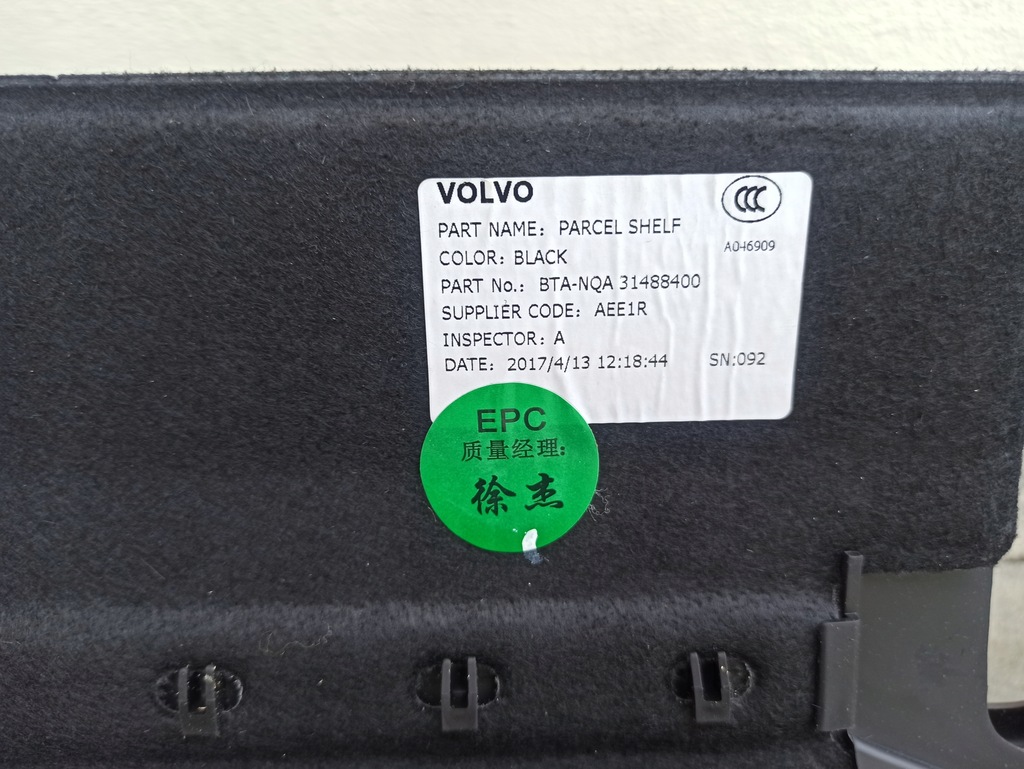 VOLVO
CCC
PART NAME: PARCEL SHELF
A046909
COLOR: BLACK
PART No.: BTA-NQA 31488400
SUPPLIER CODE: AEE1R
INSPECTOR: A
DATE: 2017/4/13 12:18:44 SN:092
EPC
质量经理:
徐杰